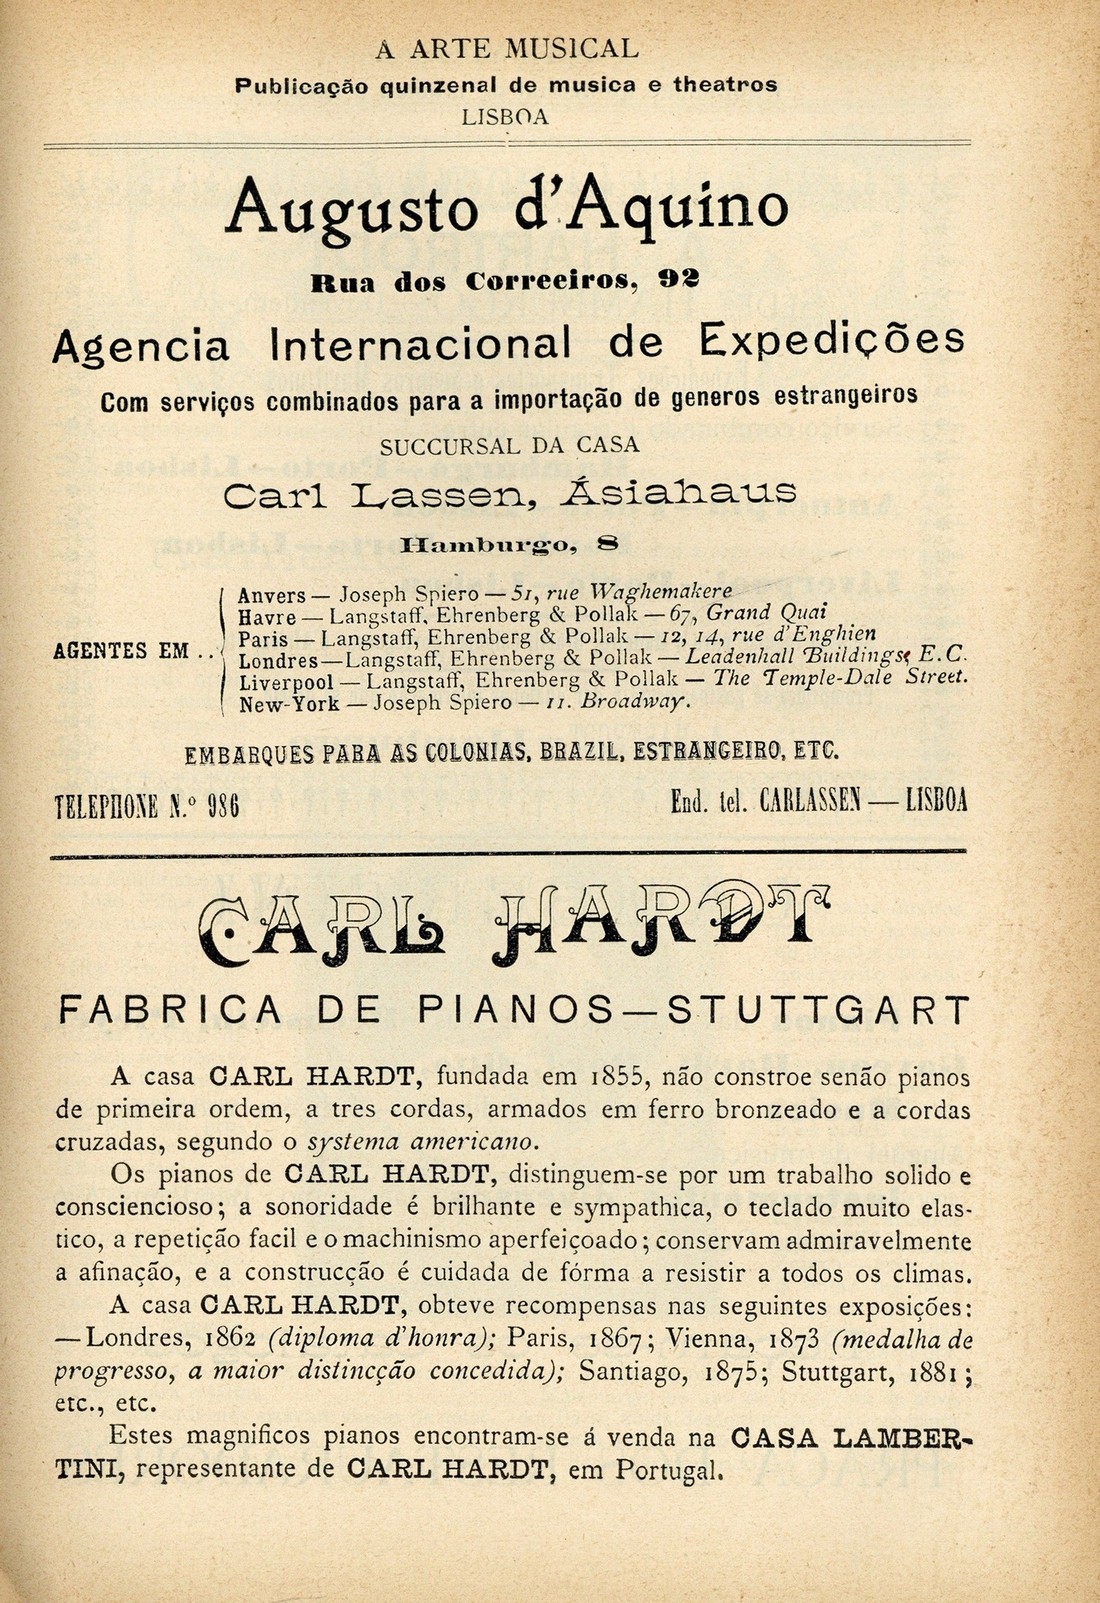 A ARTE MUSICAL
Publicação quinzenal de musica e theatros
LISBOA
Augusto d'Aquino
Rua dos Correeiros, 92
Agencia Internacional de Expedições
Com serviços combinados para a importação de generos estrangeiros
SUCCURSAL DA CASA
Carl Lassen, Ásiahaus
Hamburgo, 8
AGENTES EM ..
Anvers — Joseph Spiero — 51, rue Waghemakere
Havre — Langstaff, Ehrenberg & Pollak — 67, Grand Quai
Paris — Langstaff, Ehrenberg & Pollak — 12, 14, rue d'Enghien
Londres — Langstaff, Ehrenberg & Pollak — Leadenhall Buildings, E.C.
Liverpool — Langstaff, Ehrenberg & Pollak — The Temple-Dale Street.
New-York — Joseph Spiero — 11. Broadway.
EMBARQUES PARA AS COLONIAS, BRAZIL, ESTRANGEIRO, ETC.
TELEPHONE N.º 986 End. tel. CARLASSEN — LISBOA
CARL HARDT
FABRICA DE PIANOS—STUTTGART
A casa CARL HARDT, fundada em 1855, não constroe senão pianos
de primeira ordem, a tres cordas, armados em ferro bronzeado e a cordas
cruzadas, segundo o systema americano.
Os pianos de CARL HARDT, distinguem-se por um trabalho solido e
consciencioso; a sonoridade é brilhante e sympathica, o teclado muito elas-
tico, a repetição facil e o machinismo aperfeiçoado; conservam admiravelmente
a afinação, e a construcção é cuidada de fórma a resistir a todos os climas.
A casa CARL HARDT, obteve recompensas nas seguintes exposições:
— Londres, 1862 (diploma d'honra); Paris, 1867; Vienna, 1873 (medalha de
progresso, a maior distincção concedida); Santiago, 1875; Stuttgart, 1881;
etc., etc.
Estes magnificos pianos encontram-se á venda na CASA LAMBER-
TINI, representante de CARL HARDT, em Portugal.